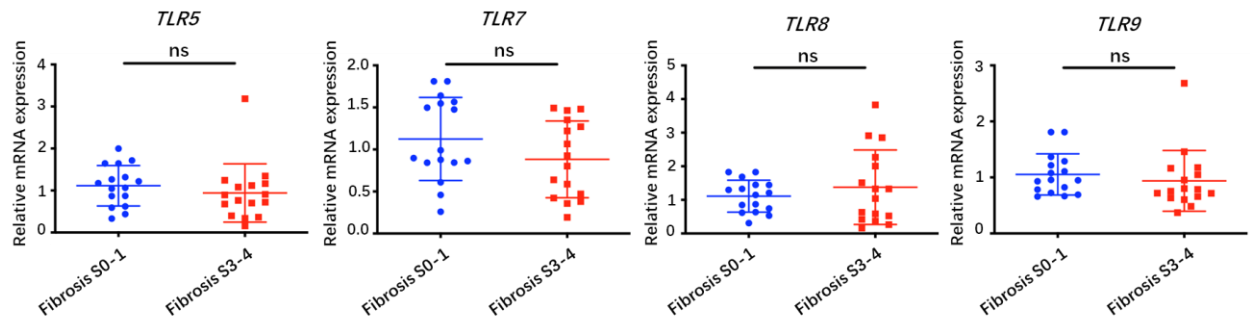 TLR5
ns
Relative mRNA expression
4
3
2
1
0
Fibrosis S0-1
Fibrosis S3-4
TLR7
ns
Relative mRNA expression
2.0
1.5
1.0
0.5
0.0
Fibrosis S0-1
Fibrosis S3-4
TLR8
ns
Relative mRNA expression
5
4
3
2
1
0
Fibrosis S0-1
Fibrosis S3-4
TLR9
ns
Relative mRNA expression
3
2
1
0
Fibrosis S0-1
Fibrosis S3-4